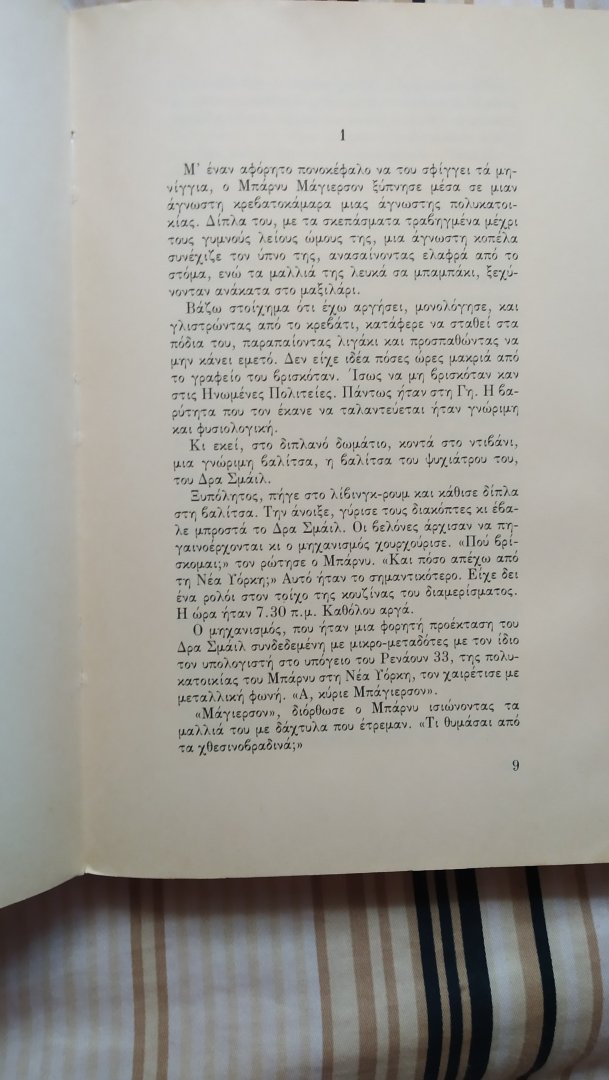 1
Μ' έναν αφόρητο πονοκέφαλο να του σφίγγει τά μη-
νίγγια, ο Μπάρνυ Μάγιερσον ξύπνησε μέσα σε μιαν
άγνωστη κρεβατοκάμαρα μιας άγνωστης πολυκατοι-
κίας. Δίπλα του, με τα σκεπάσματα τραβηγμένα μέχρι
τους γυμνούς λείους ώμους της, μια άγνωστη κοπέλα
συνέχιζε τον ύπνο της, ανασαίνοντας ελαφρά από το
στόμα, ενώ τα μαλλιά της λευκά σα μπαμπάκι, ξεχύ-
νονταν ανάκατα στο μαξιλάρι.
Βάζω στοίχημα ότι έχω αργήσει, μονολόγησε, και
γλιστρώντας από το κρεβάτι, κατάφερε να σταθεί στα
πόδια του, παραπαίοντας λιγάκι και προσπαθώντας να
μην κάνει εμετό. Δεν είχε ιδέα πόσες ώρες μακριά από
το γραφείο του βρισκόταν. Ίσως να μη βρισκόταν καν
στις Ηνωμένες Πολιτείες. Πάντως ήταν στη Γη. Η βα-
ρύτητα που τον έκανε να ταλαντεύεται ήταν γνώριμη
και φυσιολογική.
Κι εκεί, στο διπλανό δωμάτιο, κοντά στο ντιβάνι,
μια γνώριμη βαλίτσα, η βαλίτσα του ψυχιάτρου του,
του Δρα Σμάιλ.
Ξυπόλητος, πήγε στο λίβινγκ-ρουμ και κάθισε δίπλα
στη βαλίτσα. Την άνοιξε, γύρισε τους διακόπτες κι έβα-
λε μπροστά το Δρα Σμάιλ. Οι βελόνες άρχισαν να πη-
γαινοέρχονται κι ο μηχανισμός χουρχούρισε. «Πού βρί-
σκομαι;» τον ρώτησε ο Μπάρνυ. «Και πόσο απέχω από
τη Νέα Υόρκη;» Αυτό ήταν το σημαντικότερο. Είχε δει
ένα ρολόι στον τοίχο της κουζίνας του διαμερίσματος.
Η ώρα ήταν 7.30 π.μ. Καθόλου αργά.
Ο μηχανισμός, που ήταν μια φορητή προέκταση του
Δρα Σμάιλ συνδεδεμένη με μικρο-μεταδότες με τον ίδιο
τον υπολογιστή στο υπόγειο του Ρενάουν 33, της πολυ-
κατοικίας του Μπάρνυ στη Νέα Υόρκη, τον χαιρέτισε με
μεταλλική φωνή. «Α, κύριε Μπάγιερσον».
«Μάγιερσον», διόρθωσε ο Μπάρνυ ισιώνοντας τα
μαλλιά του με δάχτυλα που έτρεμαν. «Τι θυμάσαι από
τα χθεσινοβραδινά;»
9